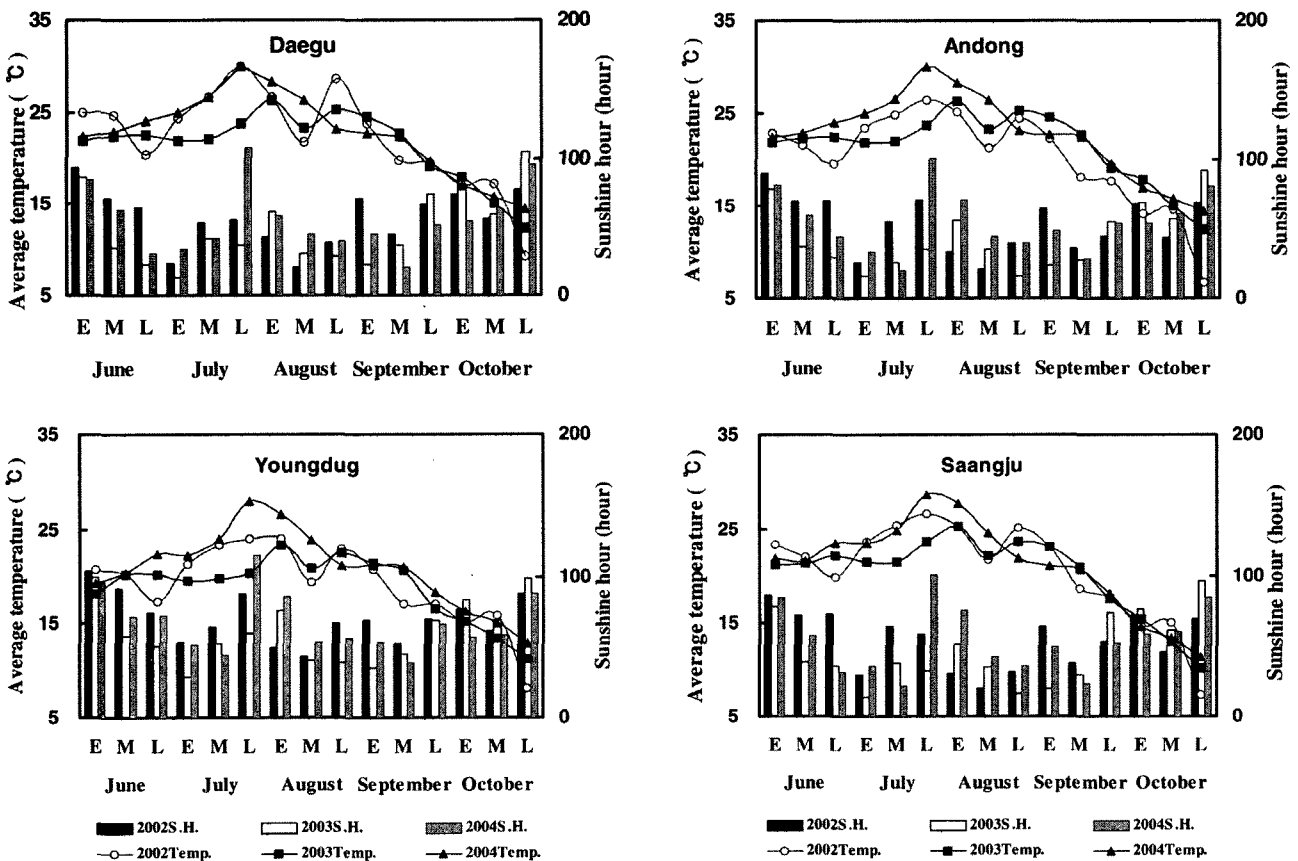 Daegu
35
25
15
5
Average temperature ( ℃)
200
100
0
Sunshine hour (hour)
E M L E M L E M L E M L E M L
June July August September October
Andong
35
25
15
5
Average temperature ( ℃)
200
100
0
Sunshine hour (hour)
E M L E M L E M L E M L E M L
June July August September October
Youngdug
35
25
15
5
Average temperature ( ℃)
200
100
0
Sunshine hour (hour)
E M L E M L E M L E M L E M L
June July August September October
2002S.H. 2003S.H. 2004S.H.
2002Temp. 2003Temp. 2004Temp.
Saangju
35
25
15
5
Average temperature ( ℃)
200
100
0
Sunshine hour (hour)
E M L E M L E M L E M L E M L
June July August September October
2002S.H. 2003S.H. 2004S.H.
2002Temp. 2003Temp. 2004Temp.